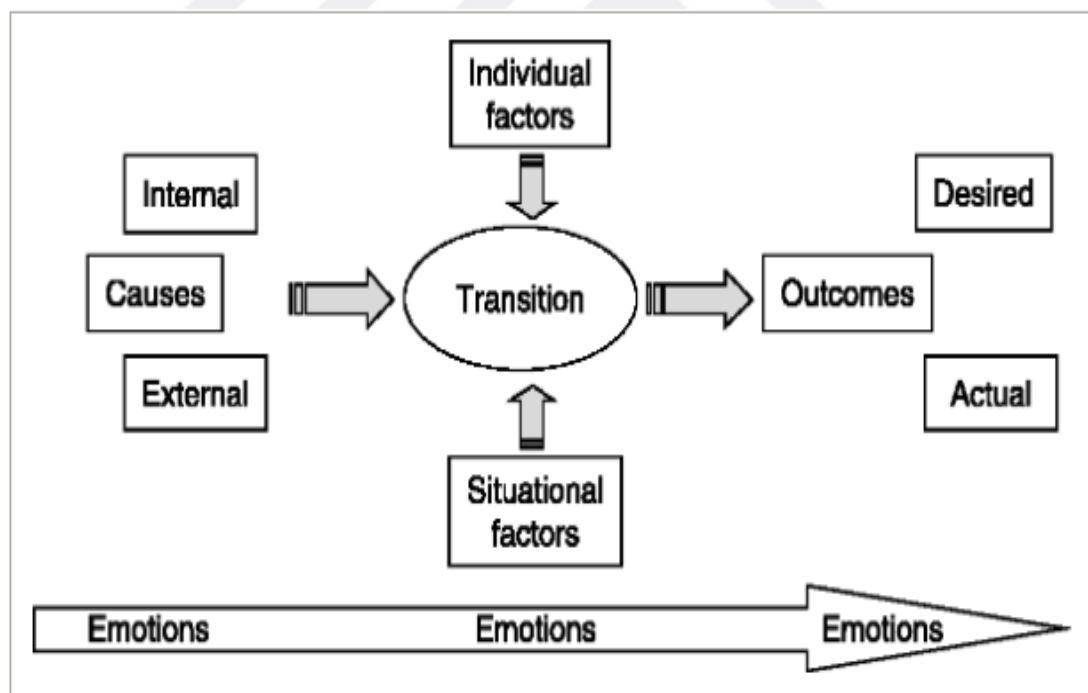 Individual
factors
Internal
Desired
Causes
Transition
Outcomes
External
Actual
Situational
factors
Emotions Emotions Emotions